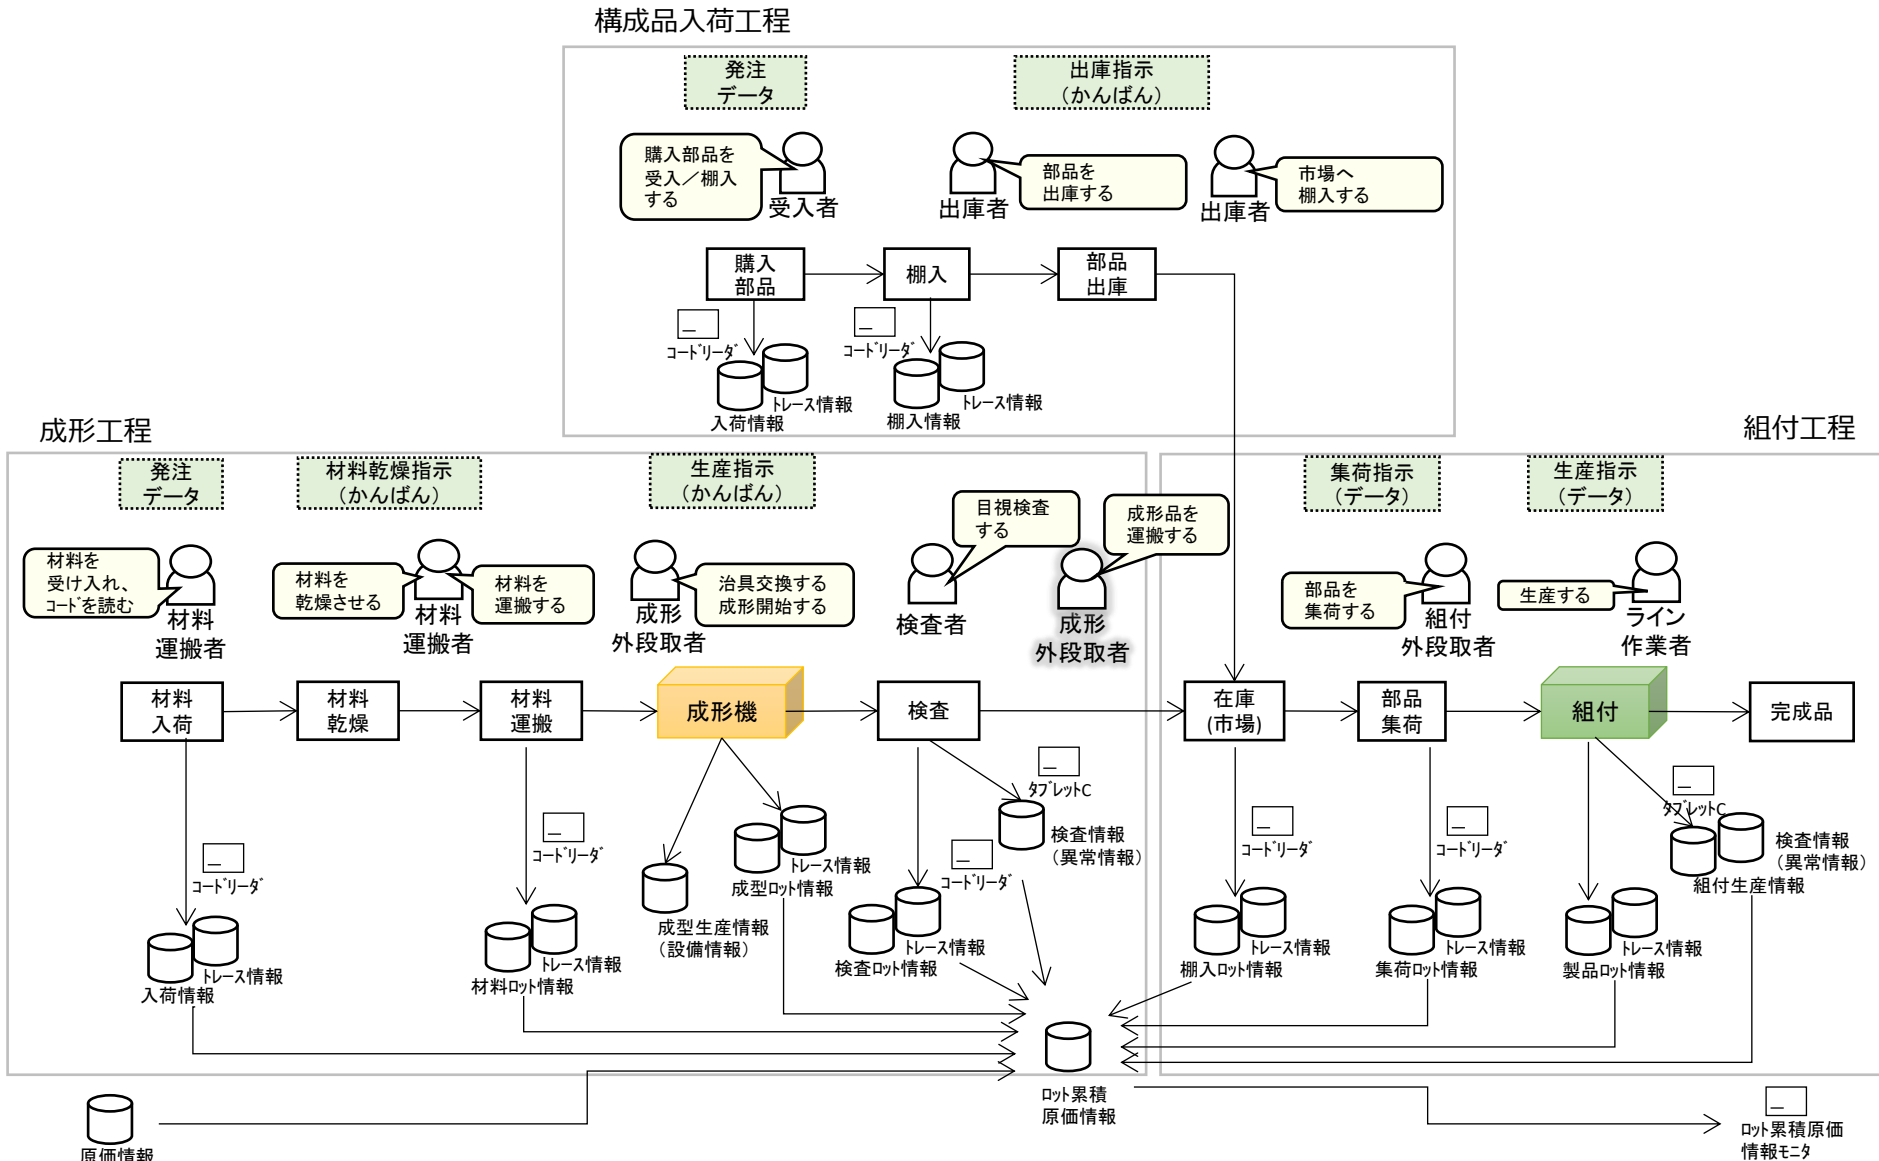 構成品入荷工程
発注
データ
出庫指示
(かんばん)
購入部品を
受入／棚入
する
受入者
出庫者
部品を
出庫する
出庫者
市場へ
棚入する
購入
部品
棚入
部品
出庫
コードリーダ
コードリーダ
トレース情報
入荷情報
トレース情報
棚入情報
成形工程
発注
データ
材料乾燥指示
(かんばん)
生産指示
(かんばん)
材料を
受け入れ、
コードを読む
材料
運搬者
材料を
乾燥させる
材料
運搬者
材料を
運搬する
成形
外段取者
治具交換する
成形開始する
目視検査
する
検査者
成形品を
運搬する
成形
外段取者
材料
入荷
材料
乾燥
材料
運搬
成形機
検査
コードリーダ
トレース情報
入荷情報
コードリーダ
トレース情報
材料ロット情報
成型生産情報
(設備情報)
トレース情報
成型ロット情報
コードリーダ
トレース情報
検査ロット情報
タブレットC
検査情報
(異常情報)
組付工程
集荷指示
(データ)
生産指示
(データ)
部品を
集荷する
組付
外段取者
生産する
ライン
作業者
在庫
(市場)
部品
集荷
組付
完成品
コードリーダ
トレース情報
棚入ロット情報
コードリーダ
トレース情報
集荷ロット情報
トレース情報
製品ロット情報
タブレットC
検査情報
(異常情報)
組付生産情報
ロット累積
原価情報
原価情報
ロット累積原価
情報モニタ